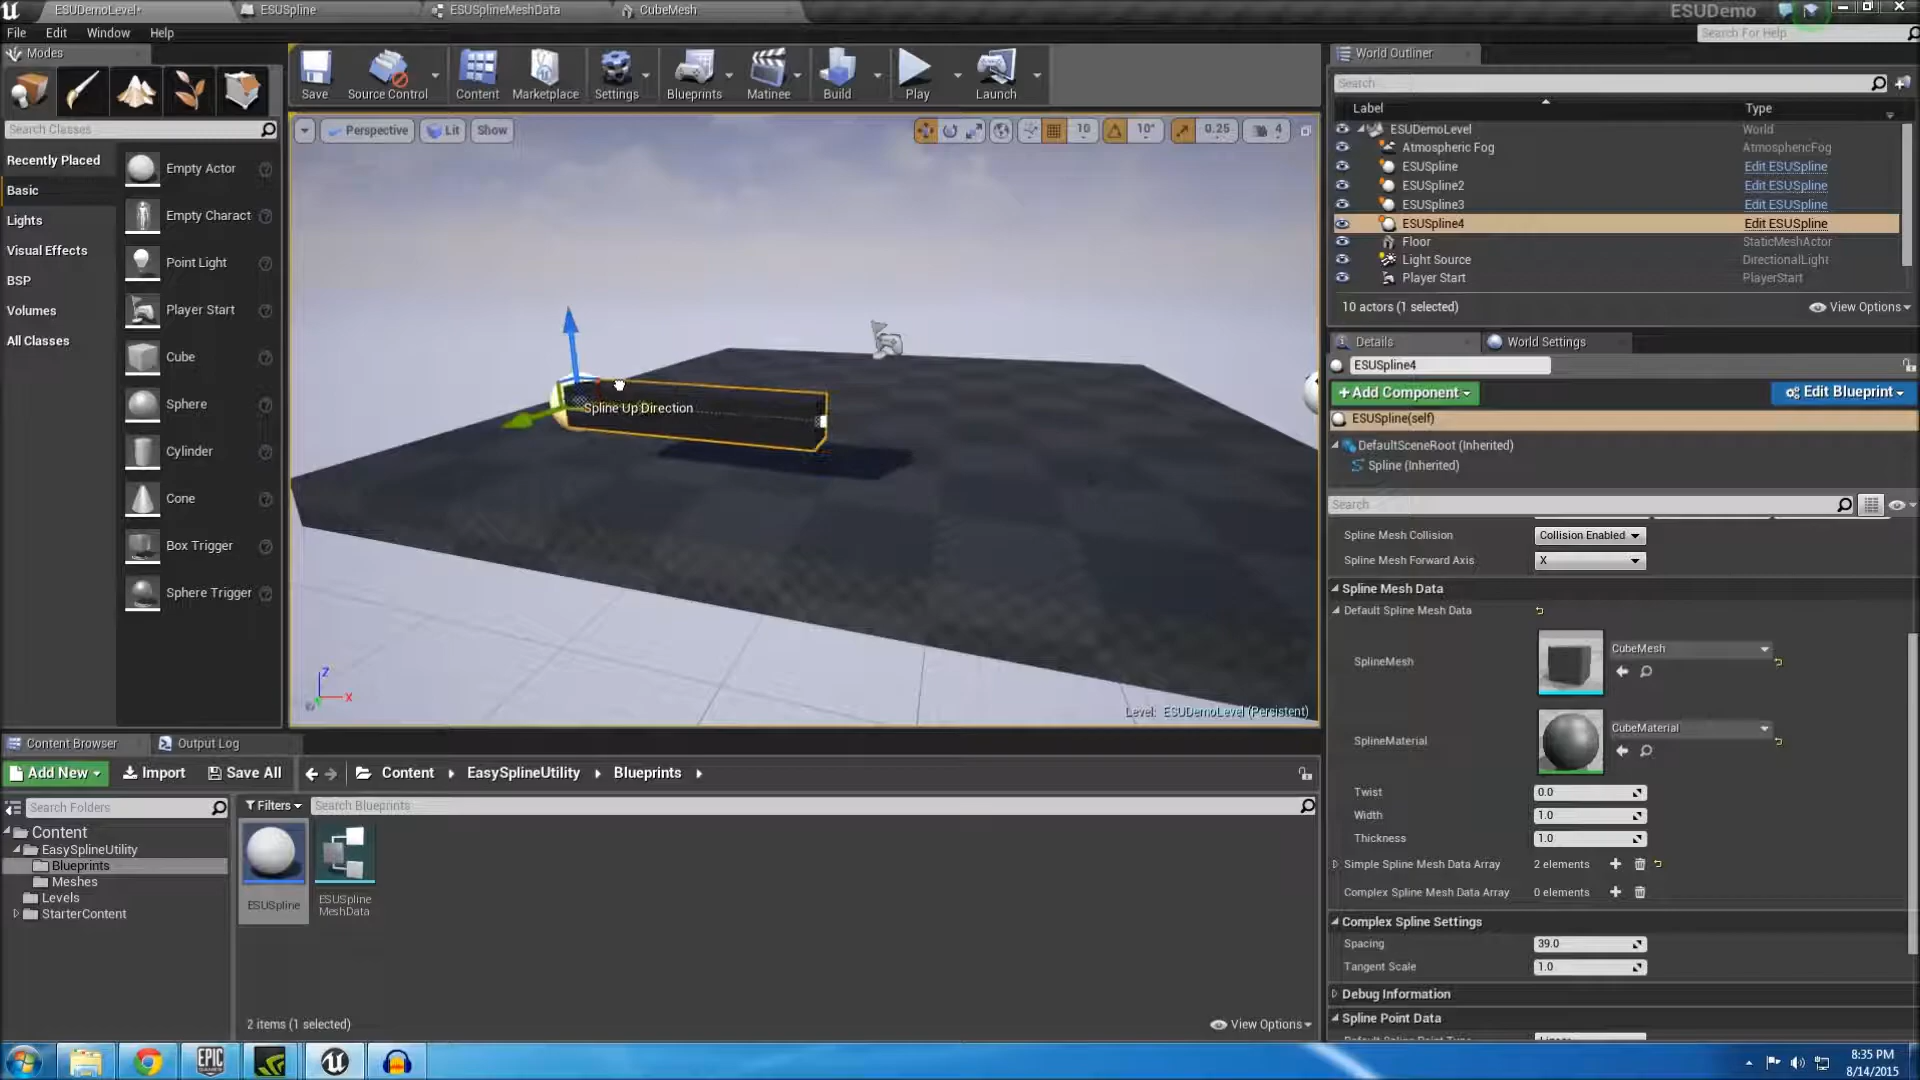 ESUDemoLevel*
ESUSpline
ESUSplineMeshData
CubeMesh
ESUDemo
File Edit Window Help
Search For Help
Modes
Search Classes
Recently Placed
Basic
Lights
Visual Effects
BSP
Volumes
All Classes
Empty Actor
Empty Charact
Point Light
Player Start
Cube
Sphere
Cylinder
Cone
Box Trigger
Sphere Trigger
Save
Source Control
Content
Marketplace
Settings
Blueprints
Matinee
Build
Play
Launch
Perspective
Lit
Show
10
10°
0.25
4
Spline Up Direction
Z
X
Level: ESUDemoLevel (Persistent)
World Outliner
Search
Label Type
ESUDemoLevel World
Atmospheric Fog AtmosphericFog
ESUSpline Edit ESUSpline
ESUSpline2 Edit ESUSpline
ESUSpline3 Edit ESUSpline
ESUSpline4 Edit ESUSpline
Floor StaticMeshActor
Light Source DirectionalLight
Player Start PlayerStart
10 actors (1 selected)
View Options
Details
World Settings
ESUSpline4
+ Add Component
Edit Blueprint
ESUSpline(self)
DefaultSceneRoot (Inherited)
Spline (Inherited)
Search
Spline Mesh Collision Collision Enabled
Spline Mesh Forward Axis X
Spline Mesh Data
Default Spline Mesh Data
SplineMesh CubeMesh
SplineMaterial CubeMaterial
Twist 0.0
Width 1.0
Thickness 1.0
Simple Spline Mesh Data Array 2 elements
Complex Spline Mesh Data Array 0 elements
Complex Spline Settings
Spacing 39.0
Tangent Scale 1.0
Debug Information
Spline Point Data
Content Browser
Output Log
Add New
Import
Save All
Content
EasySplineUtility
Blueprints
Search Folders
Filters
Search Blueprints
Content
EasySplineUtility
Blueprints
Meshes
Levels
StarterContent
ESUSpline
ESUSpline
MeshData
2 items (1 selected)
View Options
EPIC
GAMES
8:35 PM
8/14/2015